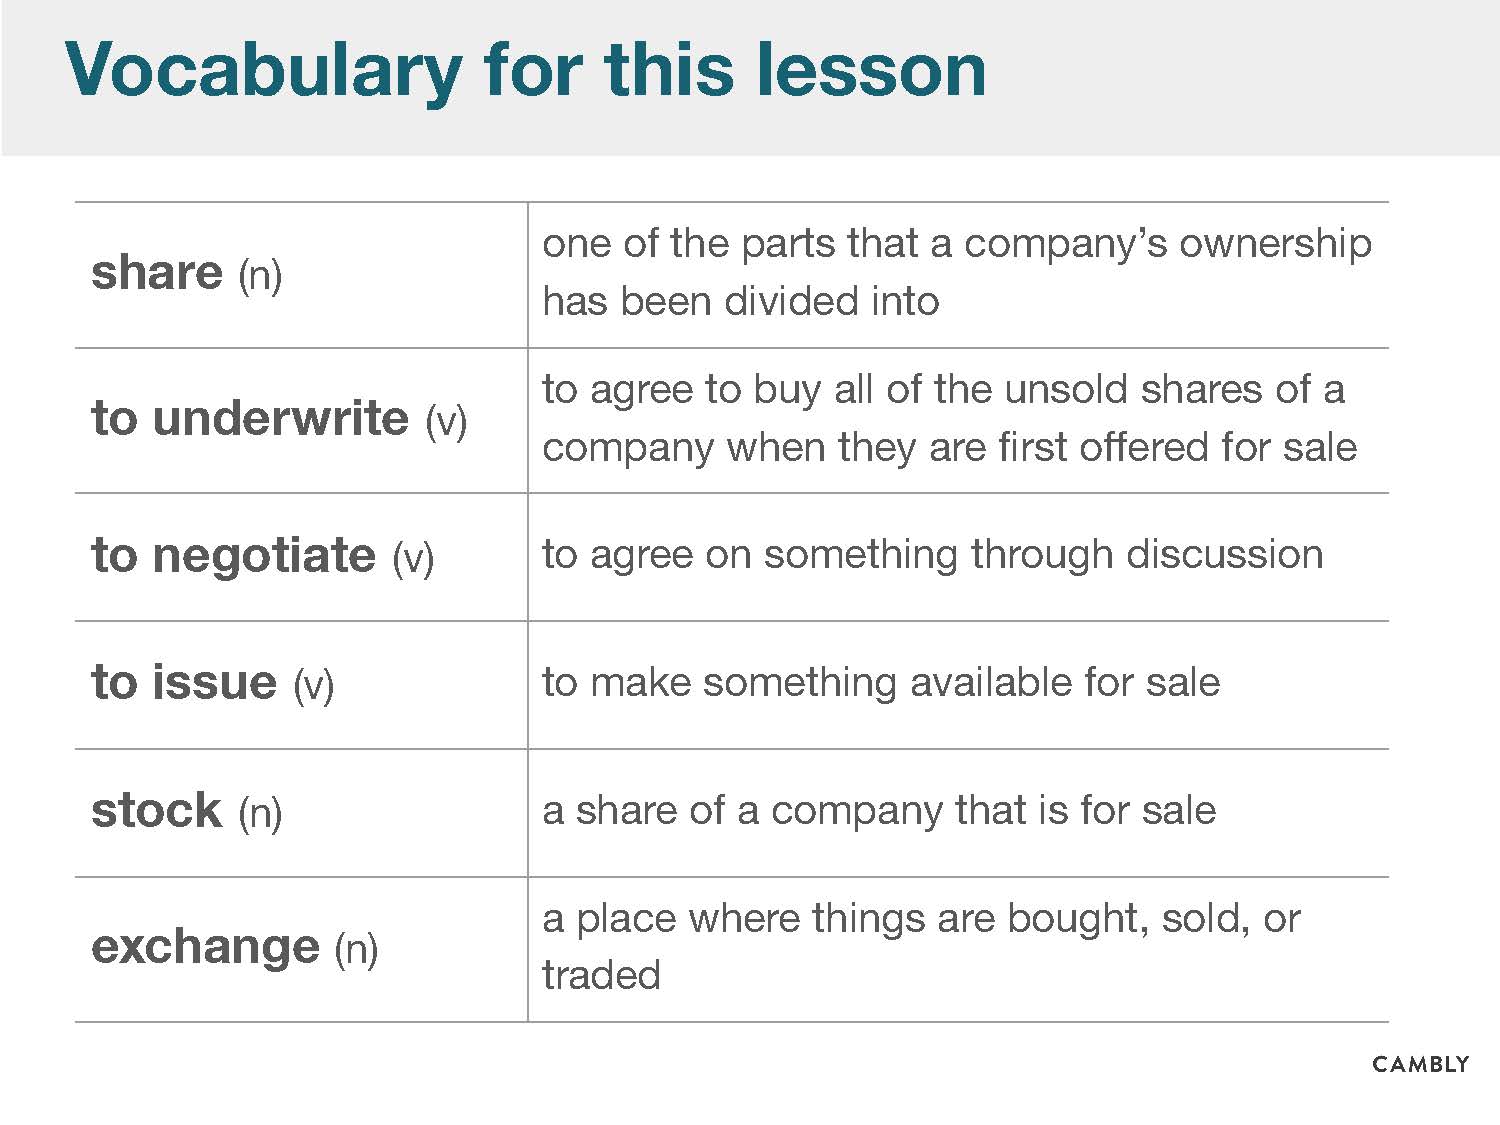 Vocabulary for this lesson
share (n)
one of the parts that a company’s ownership
has been divided into
to underwrite (v)
to agree to buy all of the unsold shares of a
company when they are first offered for sale
to negotiate (v)
to agree on something through discussion
to issue (v)
to make something available for sale
stock (n)
a share of a company that is for sale
exchange (n)
a place where things are bought, sold, or
traded
CAMBLY